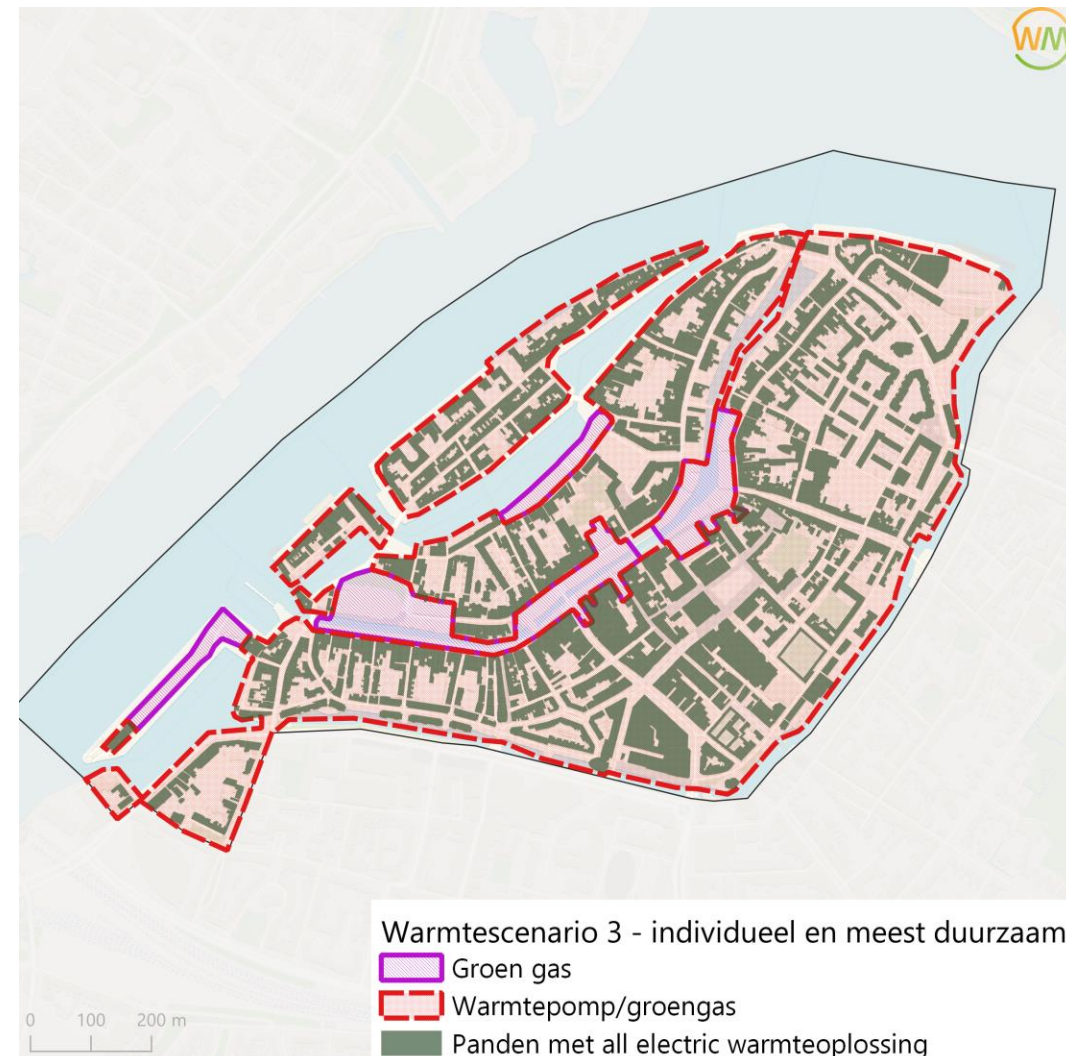 WM
Warmtescenario 3 - individueel en meest duurzaam
Groen gas
Warmtepomp/groengas
Panden met all electric warmteoplossing
0 100 200 m